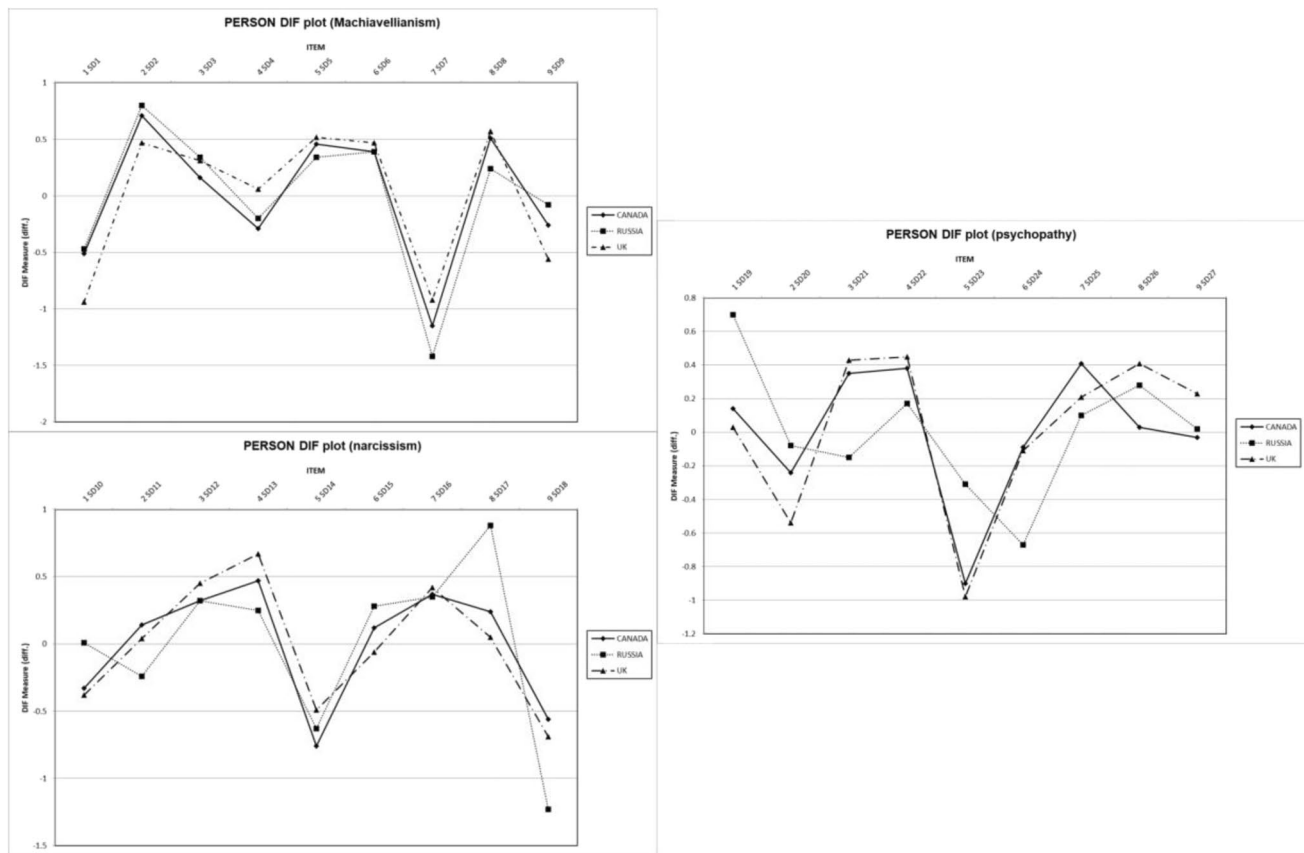 PERSON DIF plot (Machiavellianism)
ITEM
1 SD1
2 SD2
3 SD3
4 SD4
5 SD5
6 SD6
7 SD7
8 SD8
9 SD9
DIF Measure (diff.)
1
0.5
0
-0.5
-1
-1.5
-2
CANADA
RUSSIA
UK
PERSON DIF plot (narcissism)
ITEM
1 SD10
2 SD11
3 SD12
4 SD13
5 SD14
6 SD15
7 SD16
8 SD17
9 SD18
DIF Measure (diff.)
1
0.5
0
-0.5
-1
-1.5
CANADA
RUSSIA
UK
PERSON DIF plot (psychopathy)
ITEM
1 SD19
2 SD20
3 SD21
4 SD22
5 SD23
6 SD24
7 SD25
8 SD26
9 SD27
DIF Measure (diff.)
0.8
0.6
0.4
0.2
0
-0.2
-0.4
-0.6
-0.8
-1
-1.2
CANADA
RUSSIA
UK